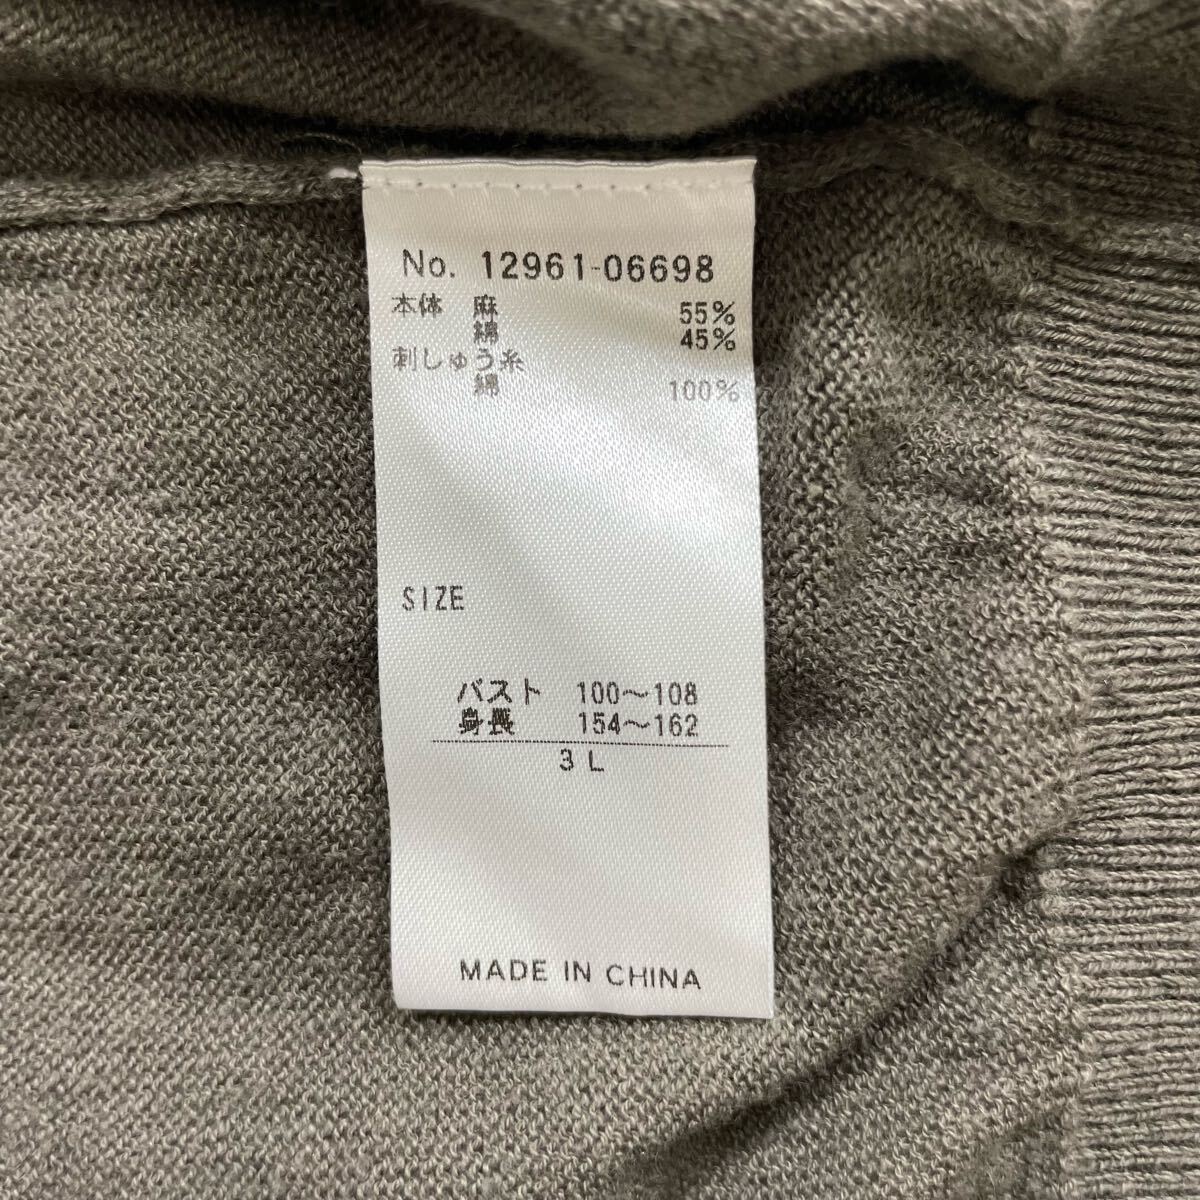 No. 12961-06698
本体 麻 55%
綿 45%
刺しゅう糸
綿 100%
SIZE
バスト 100～108
身長 154～162
3L
MADE IN CHINA